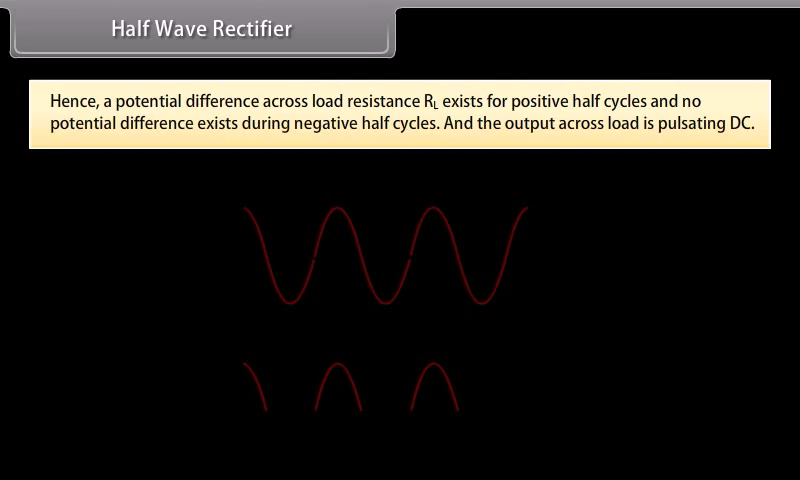 Half Wave Rectifier
Hence, a potential difference across load resistance R_L exists for positive half cycles and no
potential difference exists during negative half cycles. And the output across load is pulsating DC.